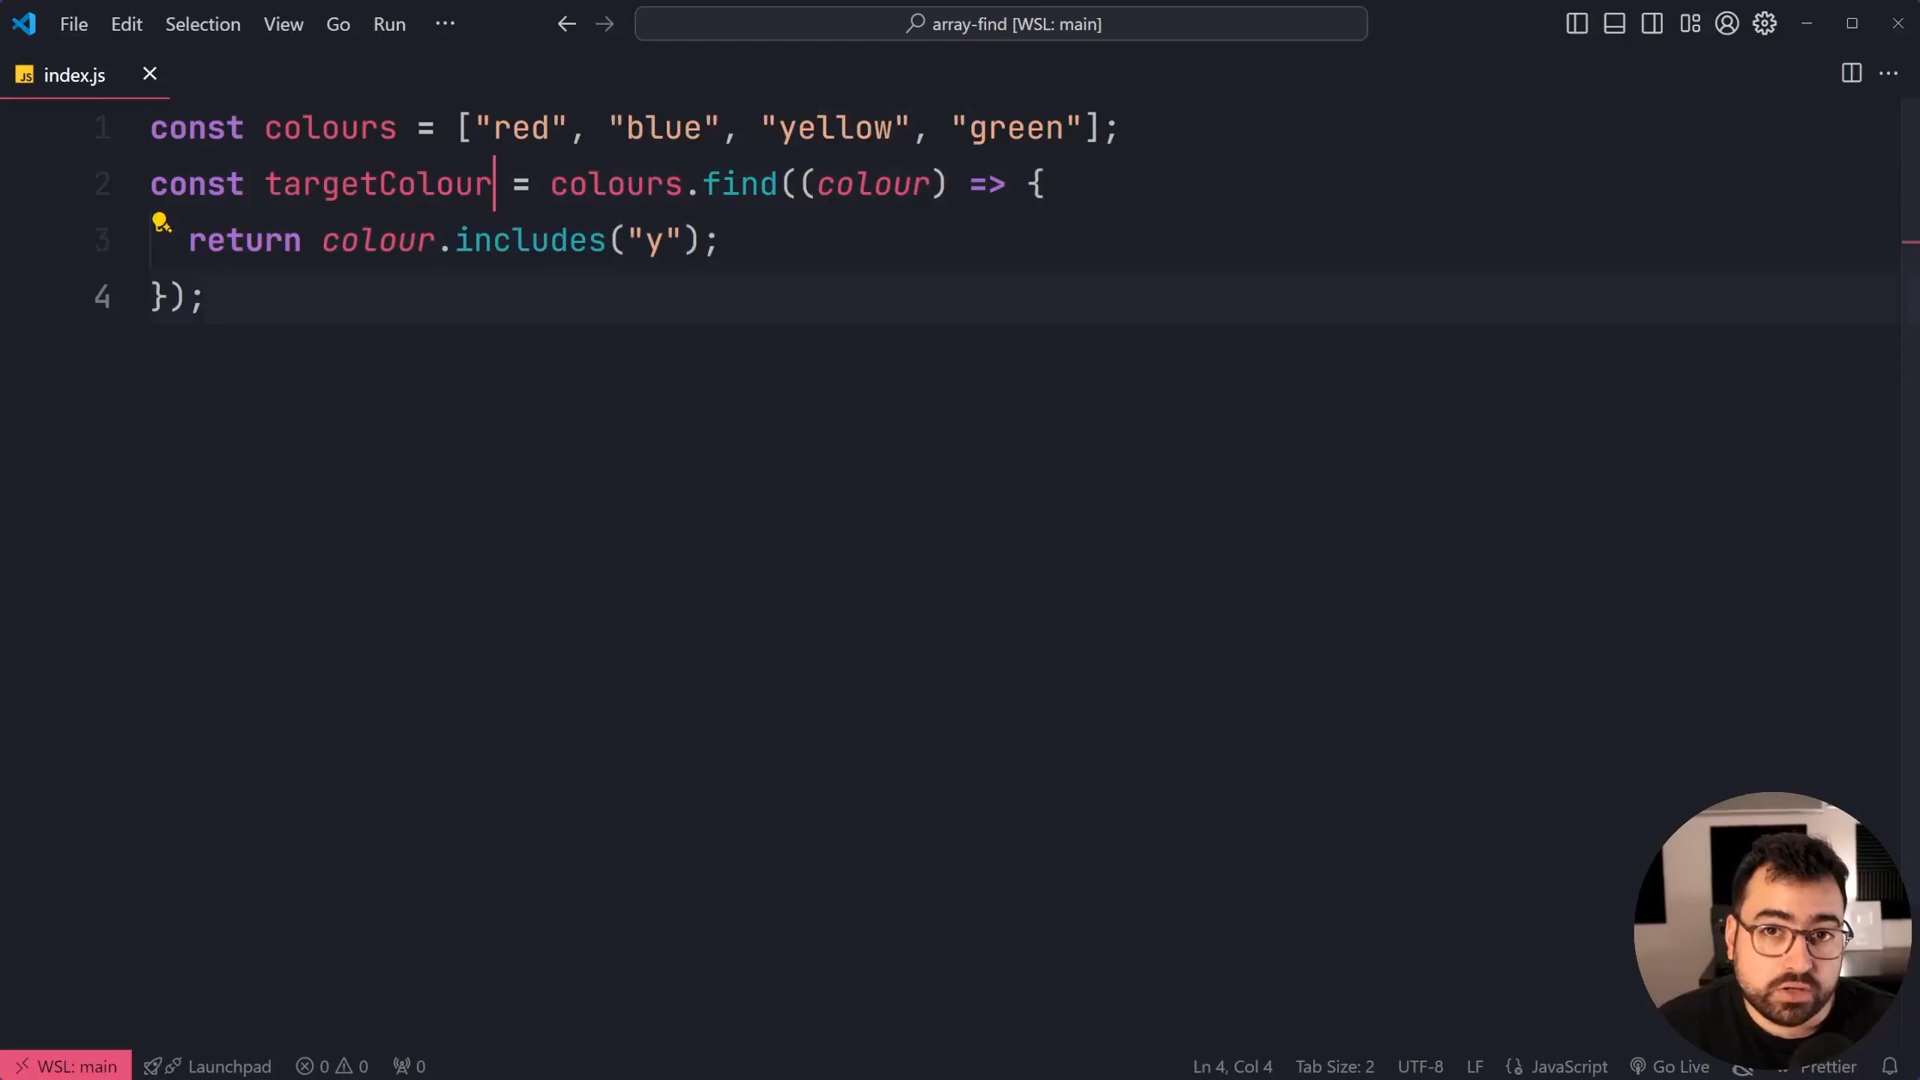 File Edit Selection View Go Run ··· array-find [WSL: main]
JS index.js
1 const colours = ["red", "blue", "yellow", "green"];
2 const targetColour = colours.find((colour) => {
3 return colour.includes("y");
4 });
WSL: main Launchpad 0 0 0 Ln 4, Col 4 Tab Size: 2 UTF-8 LF {} JavaScript Go Live Prettier